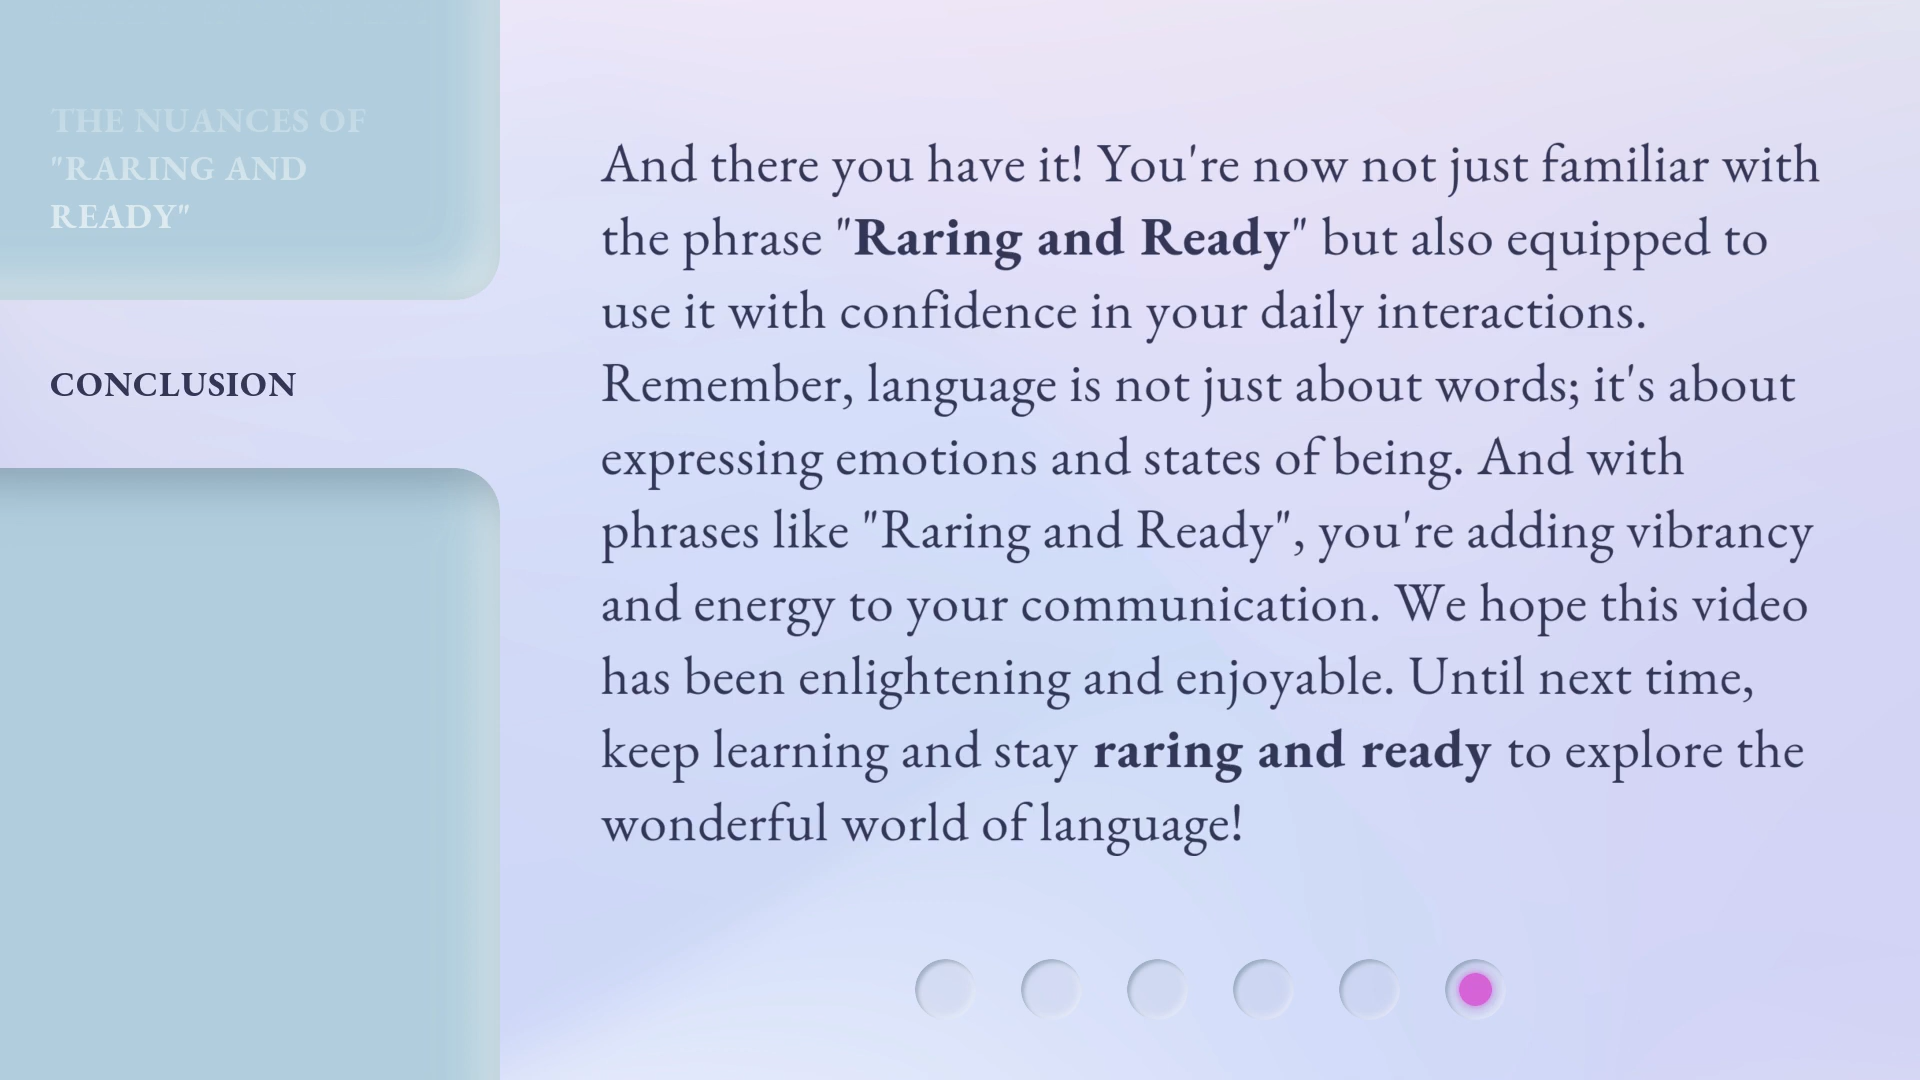 THE NUANCES OF
"RARING AND
READY"
CONCLUSION
And there you have it! You're now not just familiar with
the phrase "Raring and Ready" but also equipped to
use it with confidence in your daily interactions.
Remember, language is not just about words; it's about
expressing emotions and states of being. And with
phrases like "Raring and Ready", you're adding vibrancy
and energy to your communication. We hope this video
has been enlightening and enjoyable. Until next time,
keep learning and stay raring and ready to explore the
wonderful world of language!